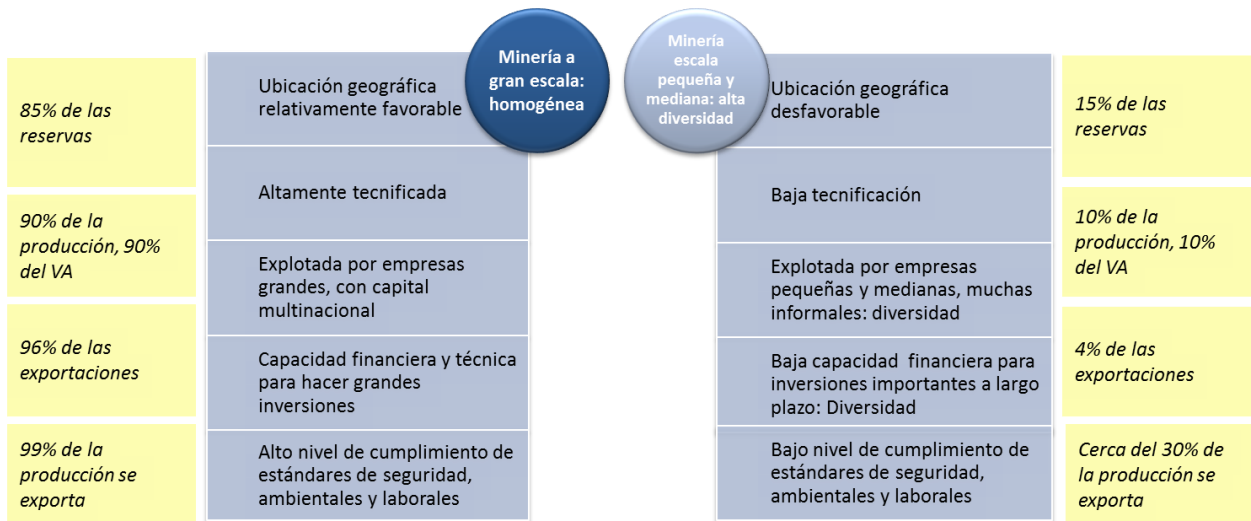 Minería a
gran escala:
homogénea
85% de las
reservas
90% de la
producción, 90%
del VA
96% de las
exportaciones
99% de la
producción se
exporta
Ubicación geográfica
relativamente favorable
Altamente tecnificada
Explotada por empresas
grandes, con capital
multinacional
Capacidad financiera y técnica
para hacer grandes
inversiones
Alto nivel de cumplimiento de
estándares de seguridad,
ambientales y laborales
Minería
escala
pequeña y
mediana: alta
diversidad
Ubicación geográfica
desfavorable
Baja tecnificación
Explotada por empresas
pequeñas y medianas, muchas
informales: diversidad
Baja capacidad financiera para
inversiones importantes a largo
plazo: Diversidad
Bajo nivel de cumplimiento de
estándares de seguridad,
ambientales y laborales
15% de las
reservas
10% de la
producción, 10%
del VA
4% de las
exportaciones
Cerca del 30% de
la producción se
exporta